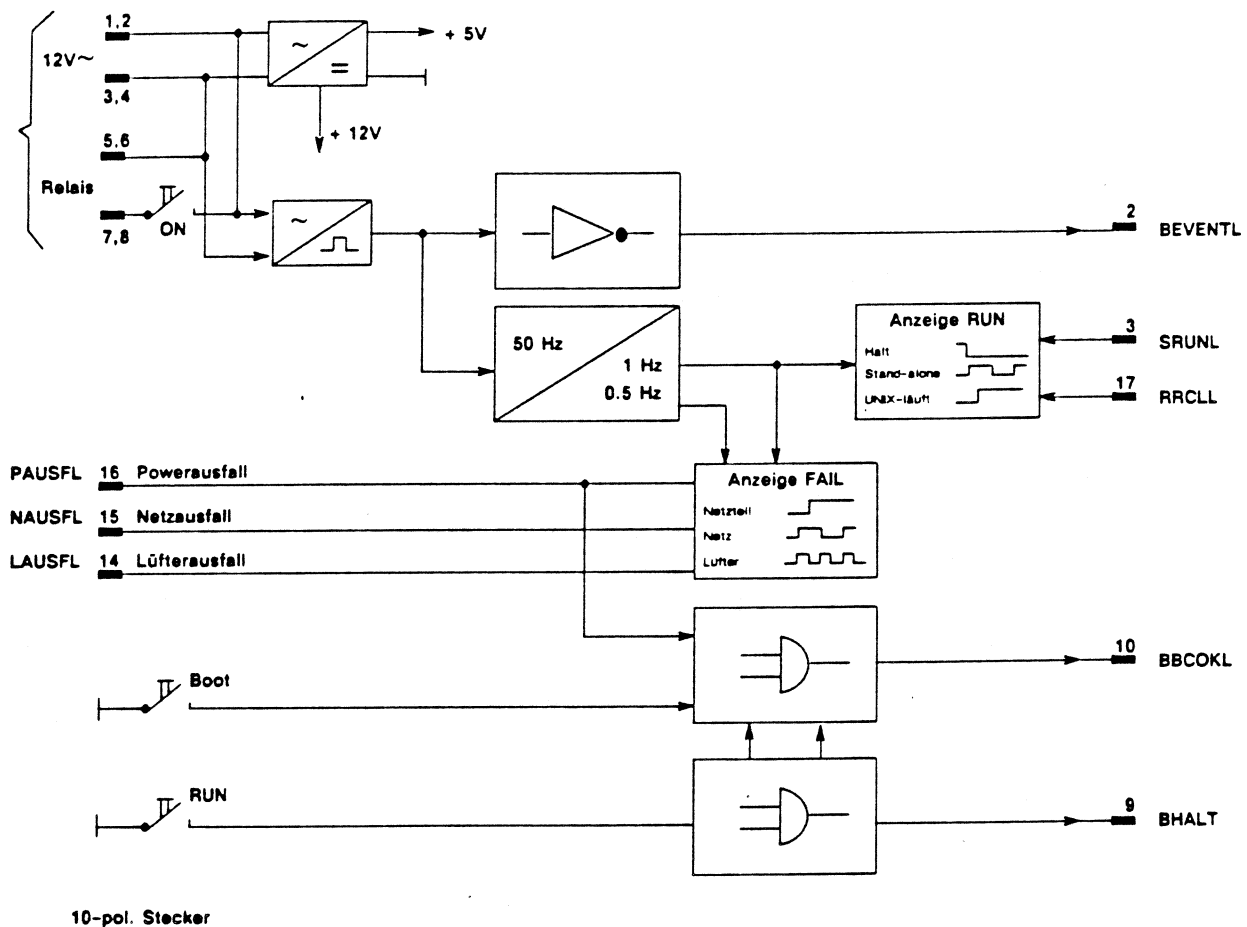 1,2
12V~
3,4
5,6
Relais
7,8
ON
~
=
+ 5V
+ 12V
~
2
BEVENTL
50 Hz
1 Hz
0.5 Hz
Anzeige RUN
Halt
Stand-alone
UNIX-läuft
3
SRUNL
17
RRCLL
PAUSFL 16 Powerausfall
NAUSFL 15 Netzausfall
LAUSFL 14 Lüfterausfall
Anzeige FAIL
Netzteil
Netz
Lüfter
Boot
10
BBCOKL
RUN
9
BHALT
10-pol. Stecker